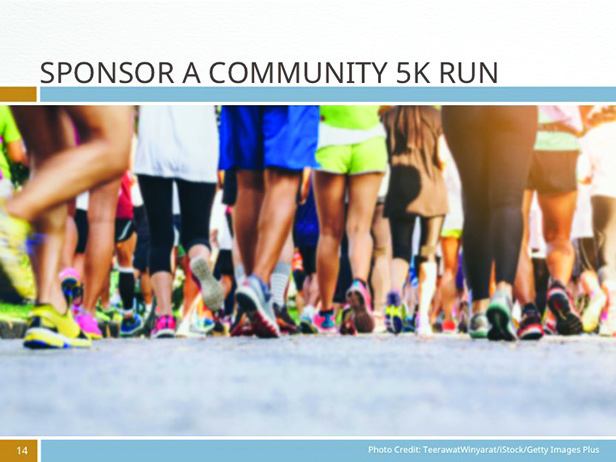 SPONSOR A COMMUNITY 5K RUN
14
Photo Credit: TeerawatWinyarat/iStock/Getty Images Plus